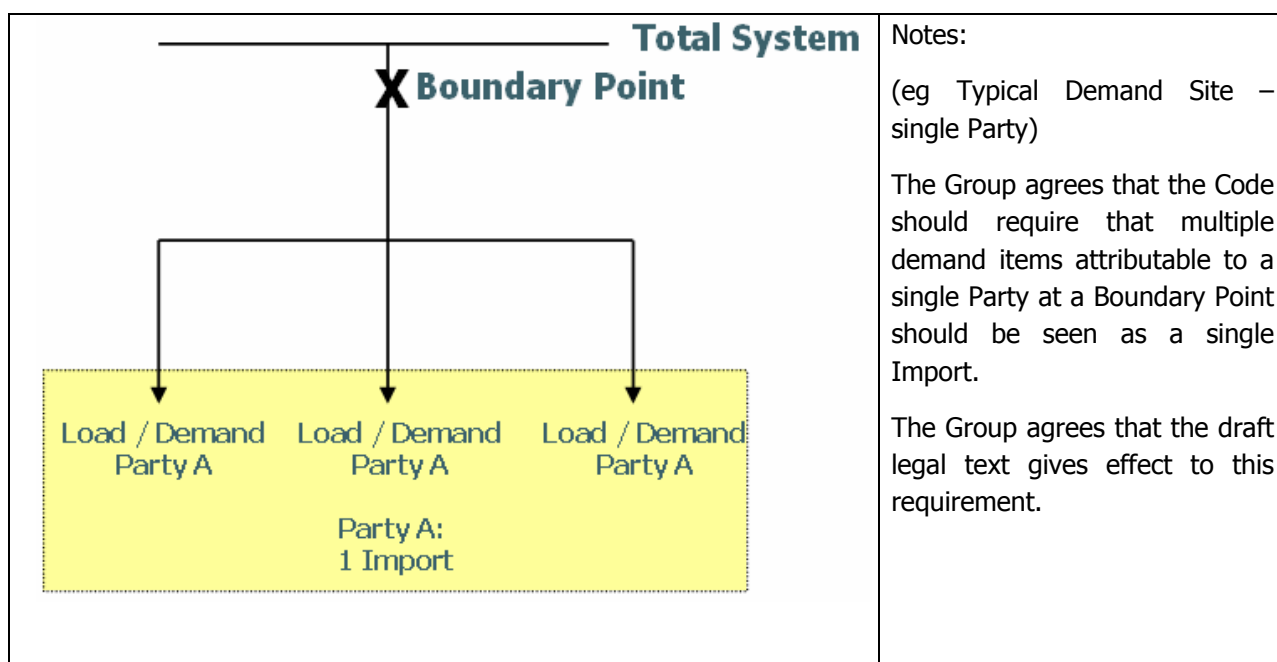 Total System
Boundary Point
Load / Demand Load / Demand Load / Demand
Party A Party A Party A
Party A:
1 Import
Notes:
(eg Typical Demand Site –
single Party)
The Group agrees that the Code
should require that multiple
demand items attributable to a
single Party at a Boundary Point
should be seen as a single
Import.
The Group agrees that the draft
legal text gives effect to this
requirement.